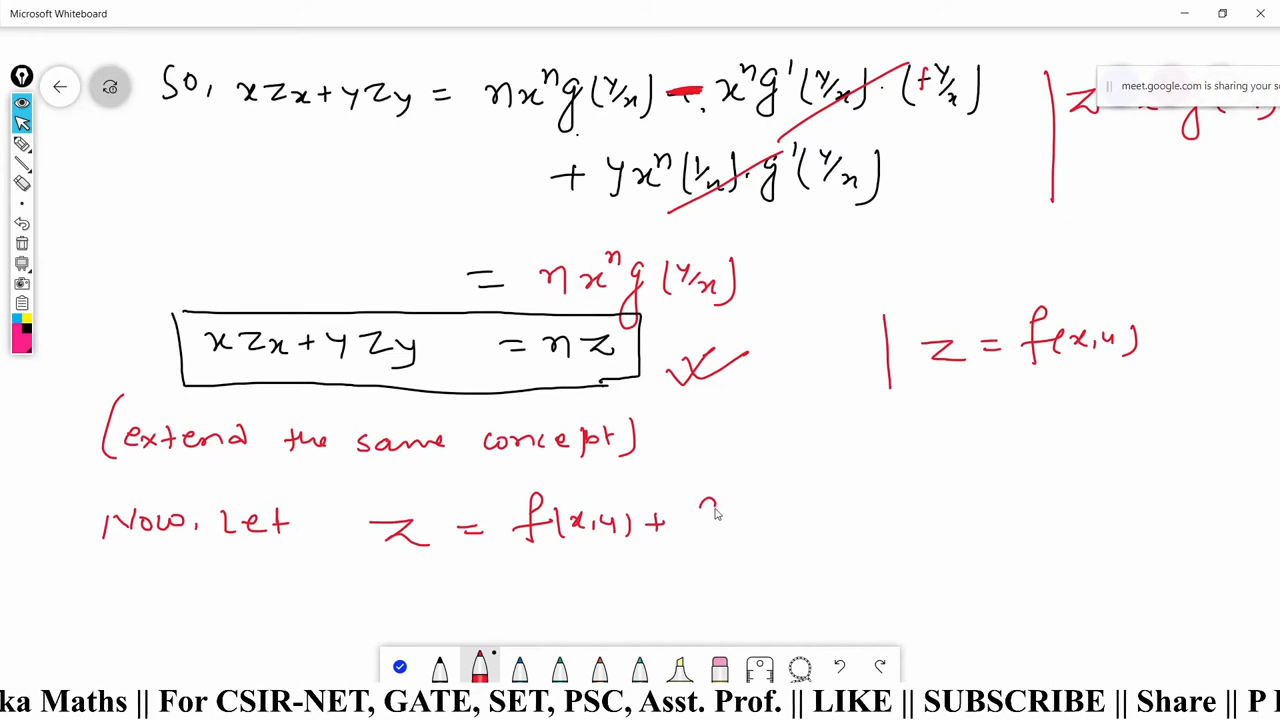 Microsoft Whiteboard
meet.google.com is sharing your s
So, xzx + yzy = nxⁿg(y/x) - xⁿg'(y/x) · (+y/x)
+ yxⁿ(1/x) · g'(y/x)
= nxⁿg(y/x)
xzx + yzy = nz
z = f(x,y)
(extend the same concept)
Now, Let z = f(x,y) +
ka Maths || For CSIR-NET, GATE, SET, PSC, Asst. Prof. || LIKE || SUBSCRIBE || Share || P